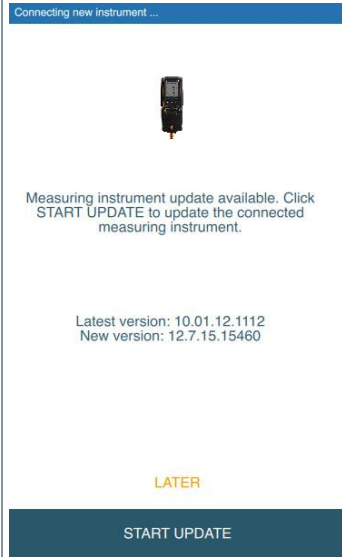 Connecting new instrument ...
Measuring instrument update available. Click
START UPDATE to update the connected
measuring instrument.
Latest version: 10.01.12.1112
New version: 12.7.15.15460
LATER
START UPDATE